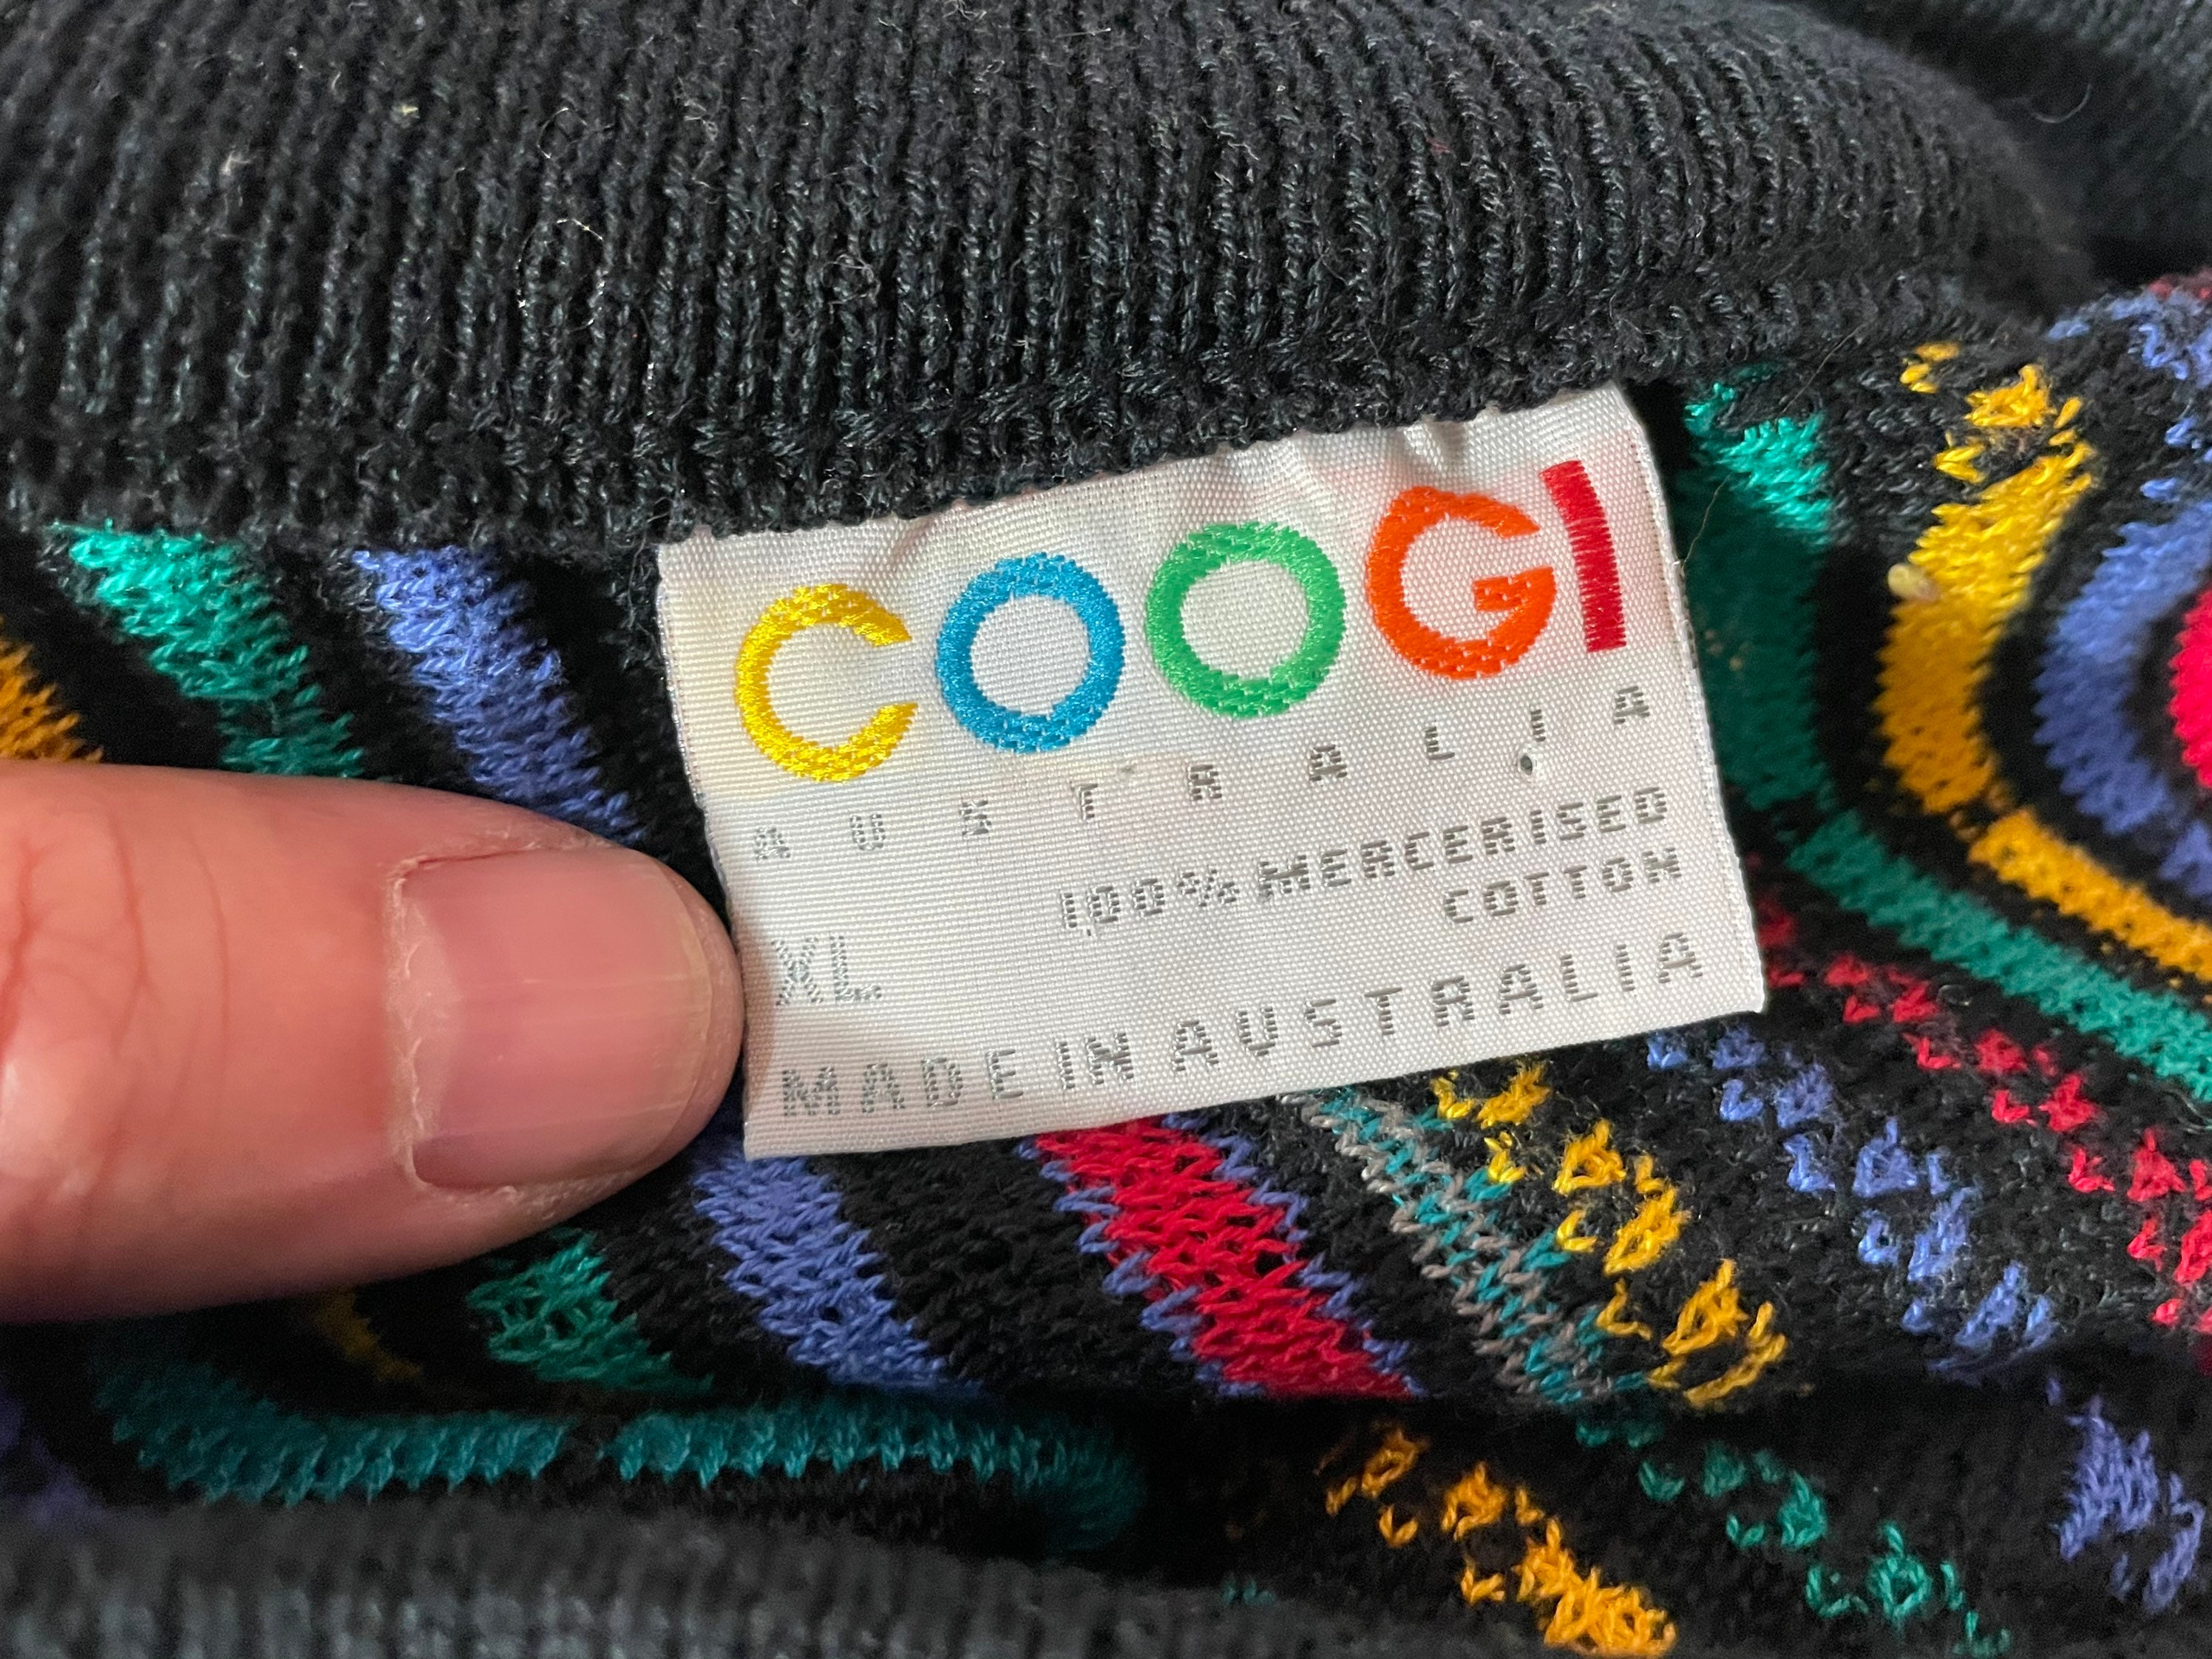 COOGI
AUSTRALIA
100% MERCERISED
COTTON
XL
MADE IN AUSTRALIA